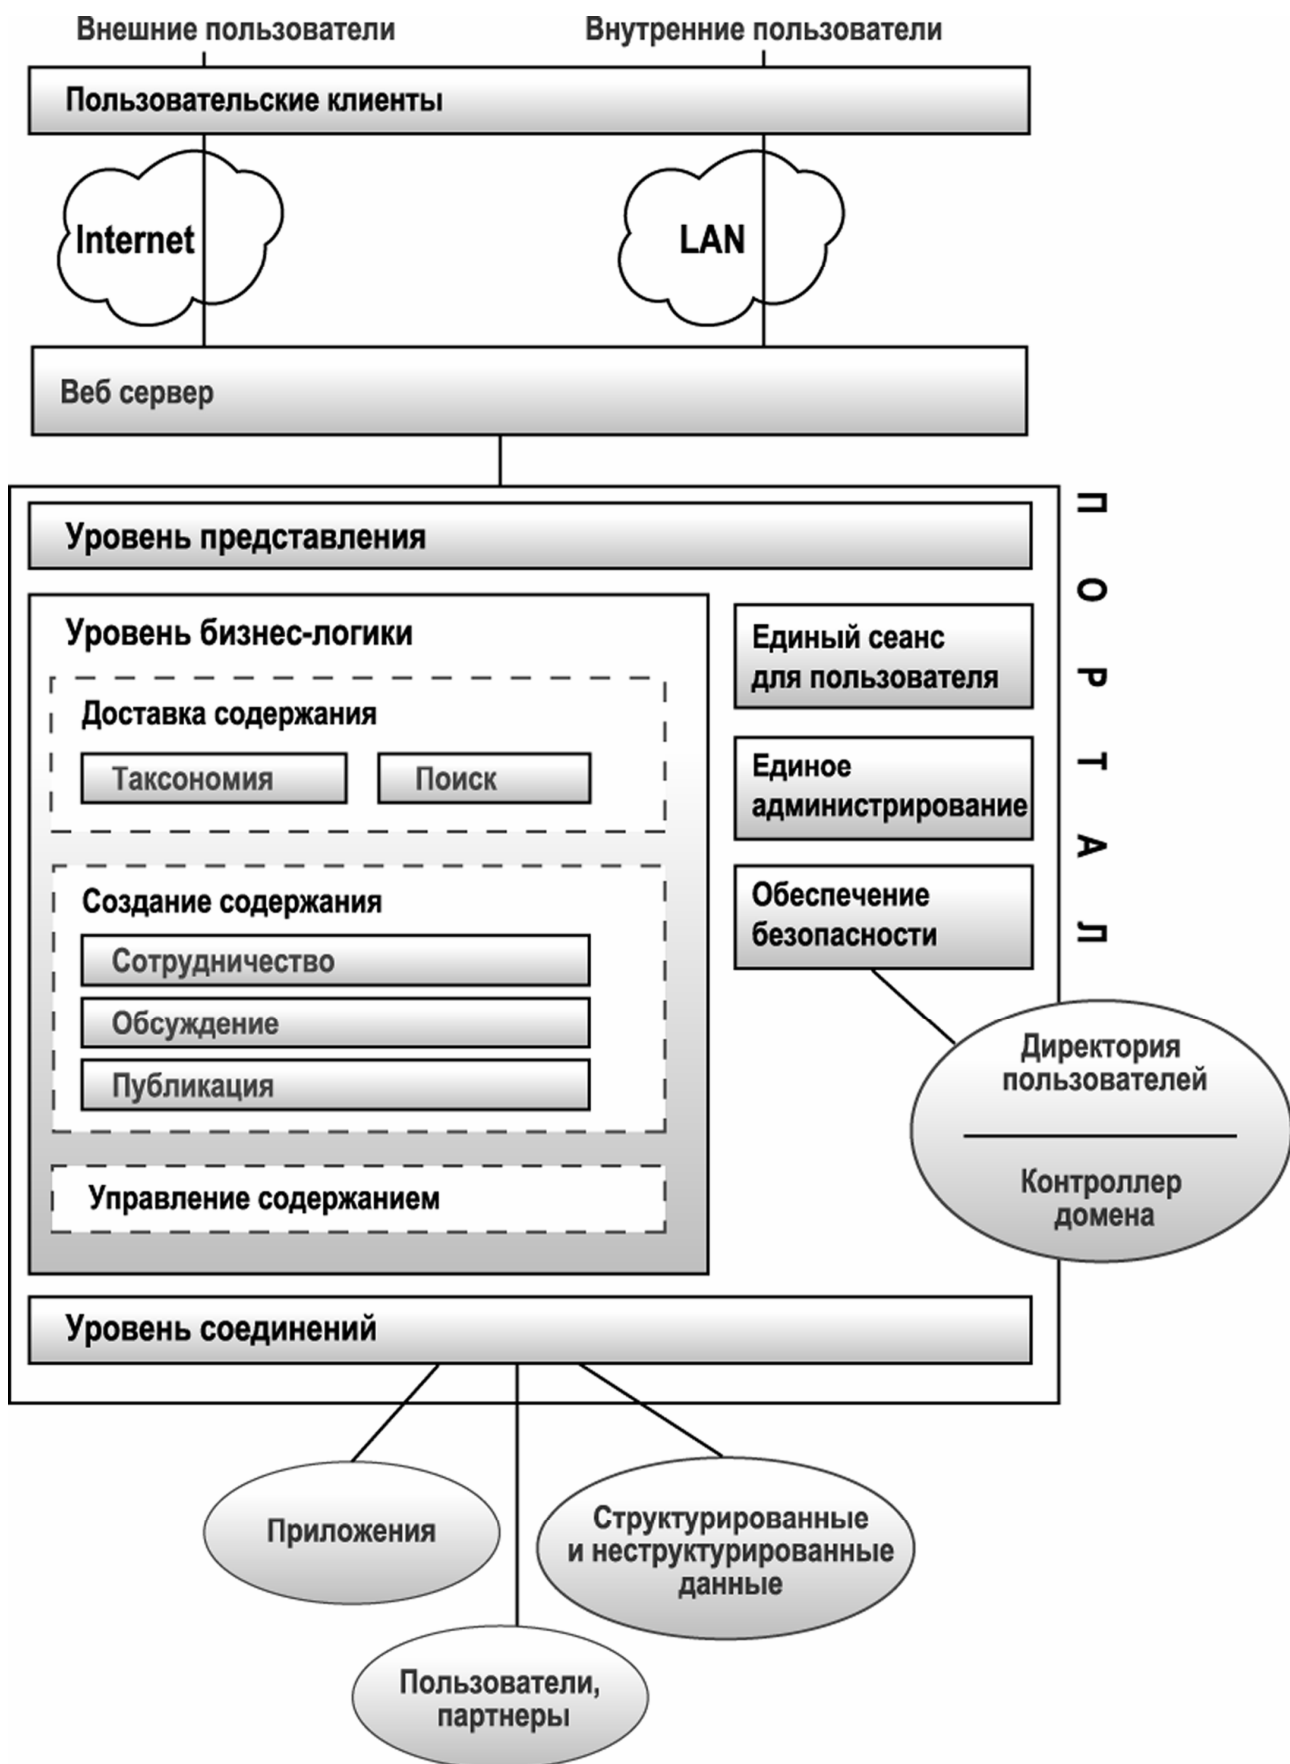 Внешние пользователи
Внутренние пользователи
Пользовательские клиенты
Internet
LAN
Веб сервер
ПОРТАЛ
Уровень представления
Уровень бизнес-логики
Доставка содержания
Таксономия
Поиск
Создание содержания
Сотрудничество
Обсуждение
Публикация
Управление содержанием
Единый сеанс
для пользователя
Единое
администрирование
Обеспечение
безопасности
Директория
пользователей
Контроллер
домена
Уровень соединений
Приложения
Структурированные
и неструктурированные
данные
Пользователи,
партнеры